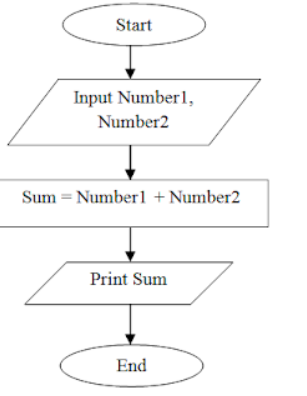 Start
Input Number1,
Number2
Sum = Number1 + Number2
Print Sum
End